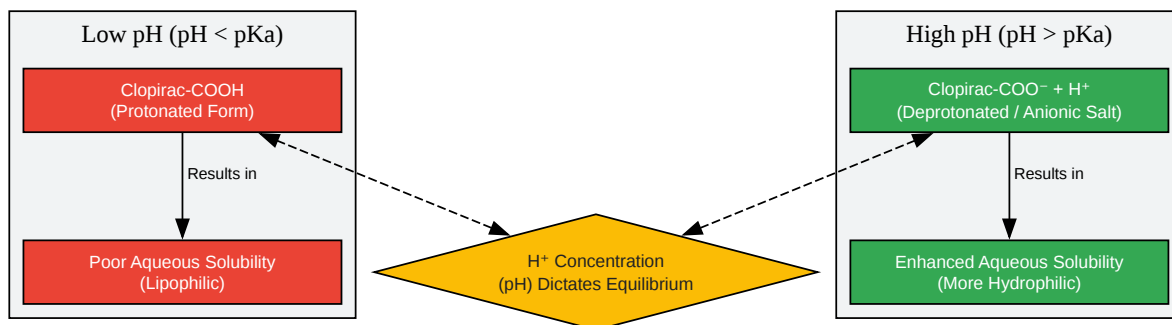 Low pH (pH < pKa)
Clopirac-COOH
(Protonated Form)
Results in
Poor Aqueous Solubility
(Lipophilic)
H⁺ Concentration
(pH) Dictates Equilibrium
High pH (pH > pKa)
Clopirac-COO⁻ + H⁺
(Deprotonated / Anionic Salt)
Results in
Enhanced Aqueous Solubility
(More Hydrophilic)